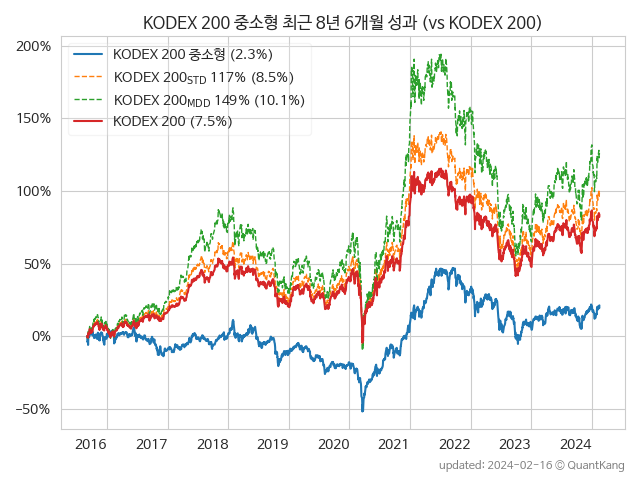 KODEX 200 중소형 최근 8년 6개월 성과 (vs KODEX 200)
200%
150%
100%
50%
0%
−50%
KODEX 200 중소형 (2.3%)
KODEX 200STD 117% (8.5%)
KODEX 200MDD 149% (10.1%)
KODEX 200 (7.5%)
2016 2017 2018 2019 2020 2021 2022 2023 2024
updated: 2024-02-16 © QuantKang